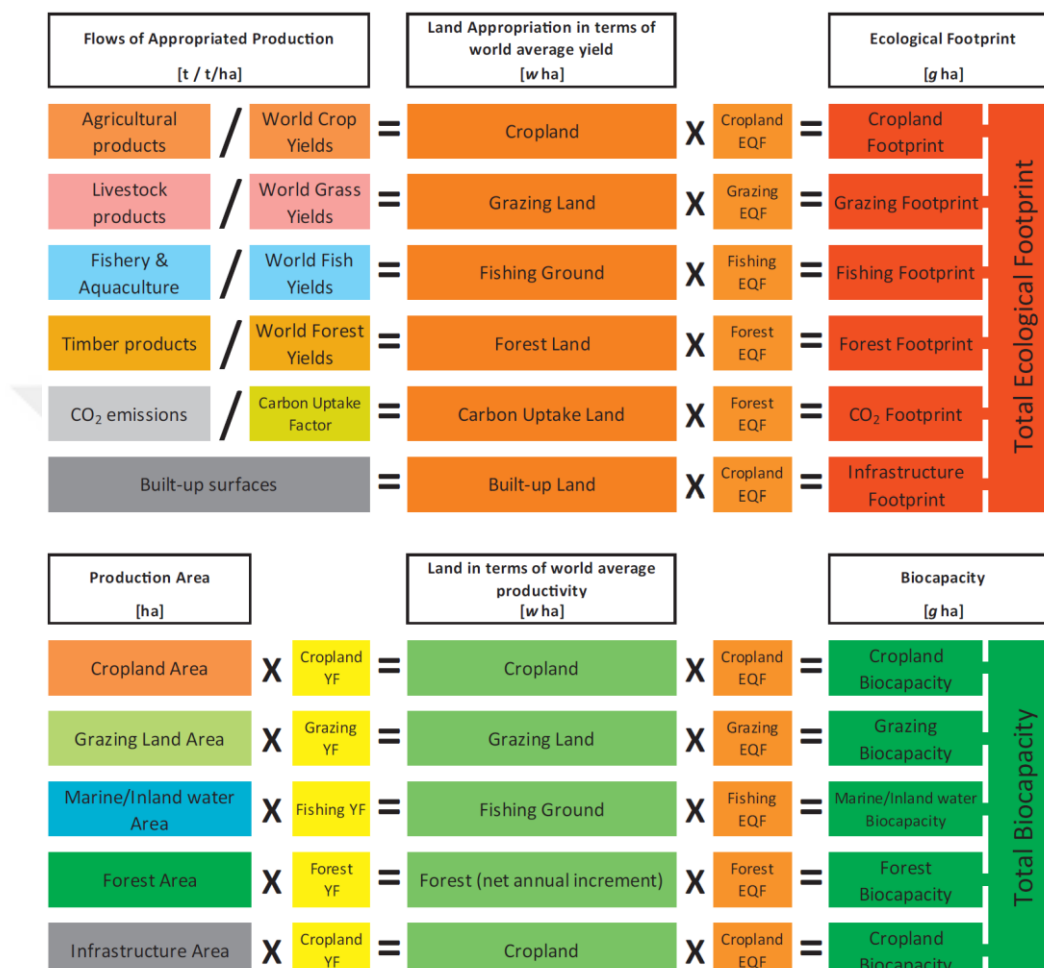 Flows of Appropriated Production
[t / t/ha]
Land Appropriation in terms of
world average yield
[w ha]
Ecological Footprint
[g ha]
Agricultural
products
/
World Crop
Yields
=
Cropland
X
Cropland
EQF
=
Cropland
Footprint
Livestock
products
/
World Grass
Yields
=
Grazing Land
X
Grazing
EQF
=
Grazing Footprint
Fishery &
Aquaculture
/
World Fish
Yields
=
Fishing Ground
X
Fishing
EQF
=
Fishing Footprint
Timber products
/
World Forest
Yields
=
Forest Land
X
Forest
EQF
=
Forest Footprint
CO₂ emissions
/
Carbon Uptake
Factor
=
Carbon Uptake Land
X
Forest
EQF
=
CO₂ Footprint
Built-up surfaces
=
Built-up Land
X
Cropland
EQF
=
Infrastructure
Footprint
Total Ecological Footprint
Production Area
[ha]
Land in terms of world average
productivity
[w ha]
Biocapacity
[g ha]
Cropland Area
X
Cropland
YF
=
Cropland
X
Cropland
EQF
=
Cropland
Biocapacity
Grazing Land Area
X
Grazing
YF
=
Grazing Land
X
Grazing
EQF
=
Grazing
Biocapacity
Marine/Inland water
Area
X
Fishing YF
=
Fishing Ground
X
Fishing
EQF
=
Marine/Inland water
Biocapacity
Forest Area
X
Forest
YF
=
Forest (net annual increment)
X
Forest
EQF
=
Forest
Biocapacity
Infrastructure Area
X
Cropland
YF
=
Cropland
X
Cropland
EQF
=
Cropland
Biocapacity
Total Biocapacity